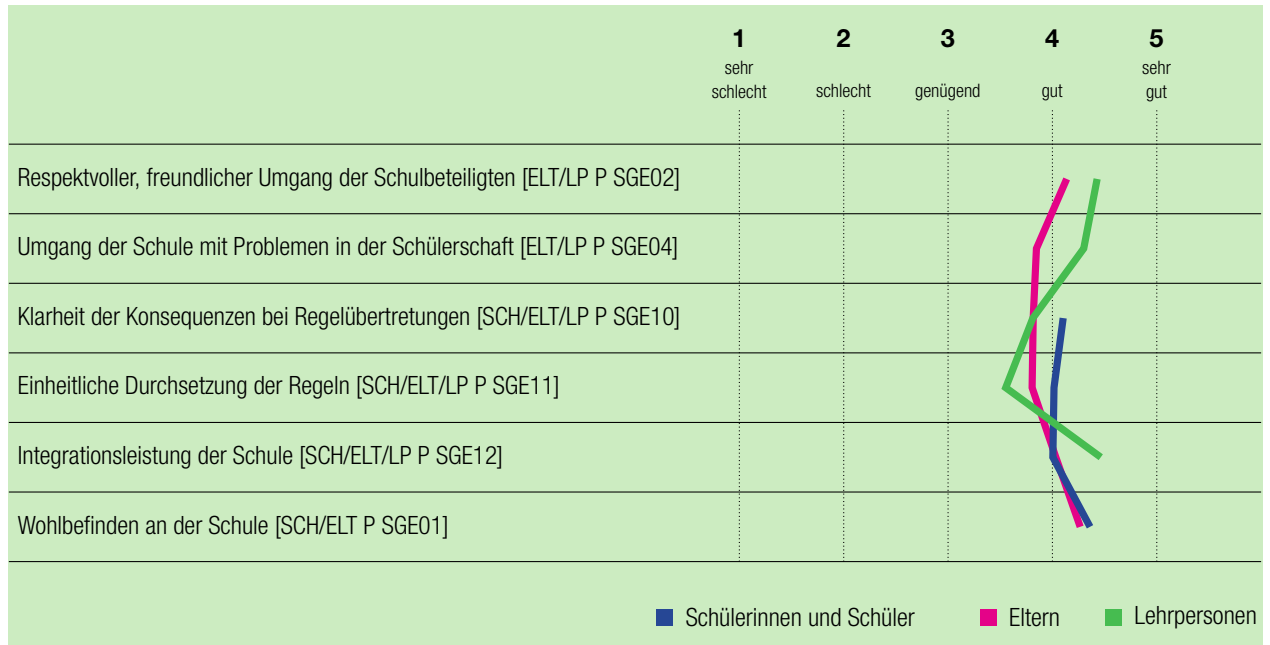 1 2 3 4 5
sehr schlecht schlecht genügend gut sehr gut
Respektvoller, freundlicher Umgang der Schulbeteiligten [ELT/LP P SGE02]
Umgang der Schule mit Problemen in der Schülerschaft [ELT/LP P SGE04]
Klarheit der Konsequenzen bei Regelübertretungen [SCH/ELT/LP P SGE10]
Einheitliche Durchsetzung der Regeln [SCH/ELT/LP P SGE11]
Integrationsleistung der Schule [SCH/ELT/LP P SGE12]
Wohlbefinden an der Schule [SCH/ELT P SGE01]
Schülerinnen und Schüler Eltern Lehrpersonen